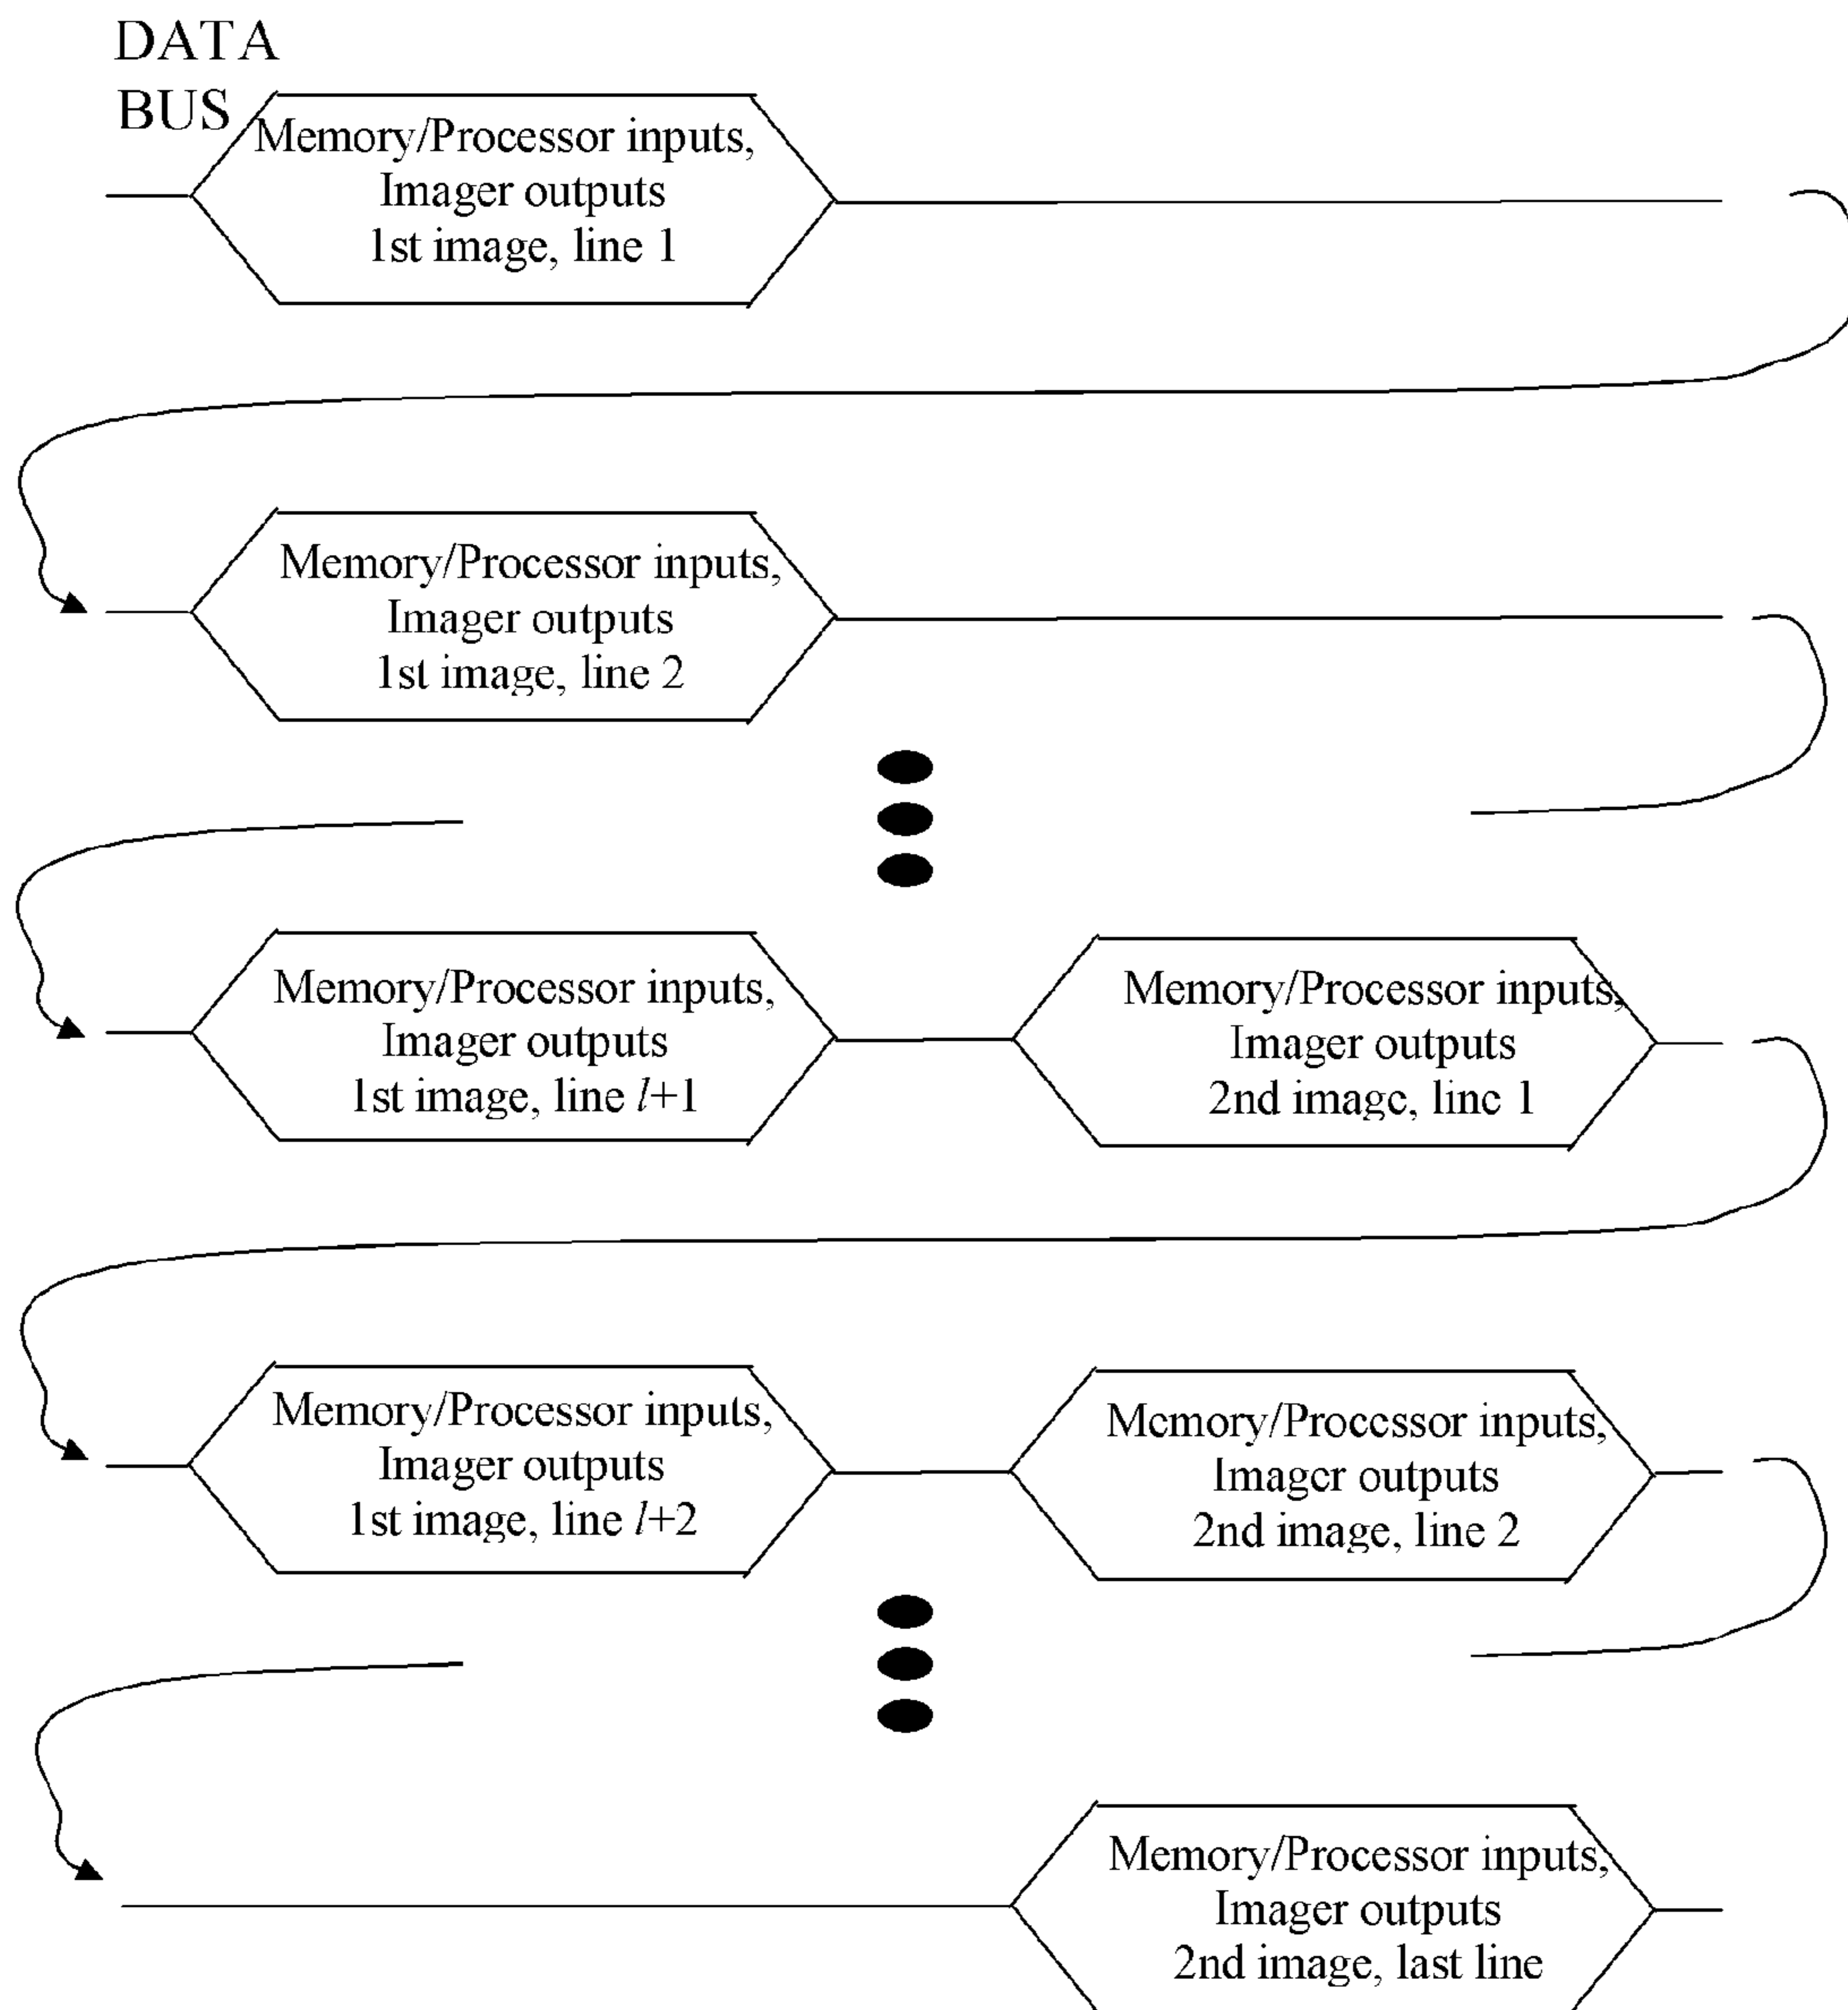 DATA
BUS
Memory/Processor inputs,
Imager outputs
1st image, line 1
Memory/Processor inputs,
Imager outputs
1st image, line 2
Memory/Processor inputs,
Imager outputs
1st image, line l+1
Memory/Processor inputs,
Imager outputs
2nd image, line 1
Memory/Processor inputs,
Imager outputs
1st image, line l+2
Memory/Processor inputs,
Imager outputs
2nd image, line 2
Memory/Processor inputs,
Imager outputs
2nd image, last line